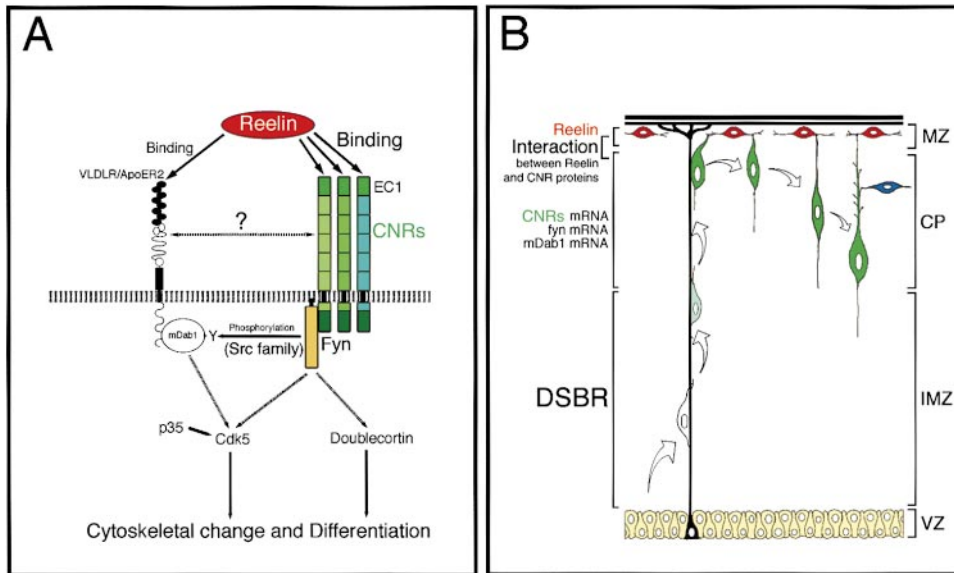 A
Reelin
Binding
Binding
VLDLR/ApoER2
EC1
?
CNRs
mDab1
Y
Phosphorylation
(Src family)
Fyn
p35
Cdk5
Doublecortin
Cytoskeletal change and Differentiation
B
Reelin
Interaction
between Reelin
and CNR proteins
CNRs mRNA
fyn mRNA
mDab1 mRNA
DSBR
MZ
CP
IMZ
VZ